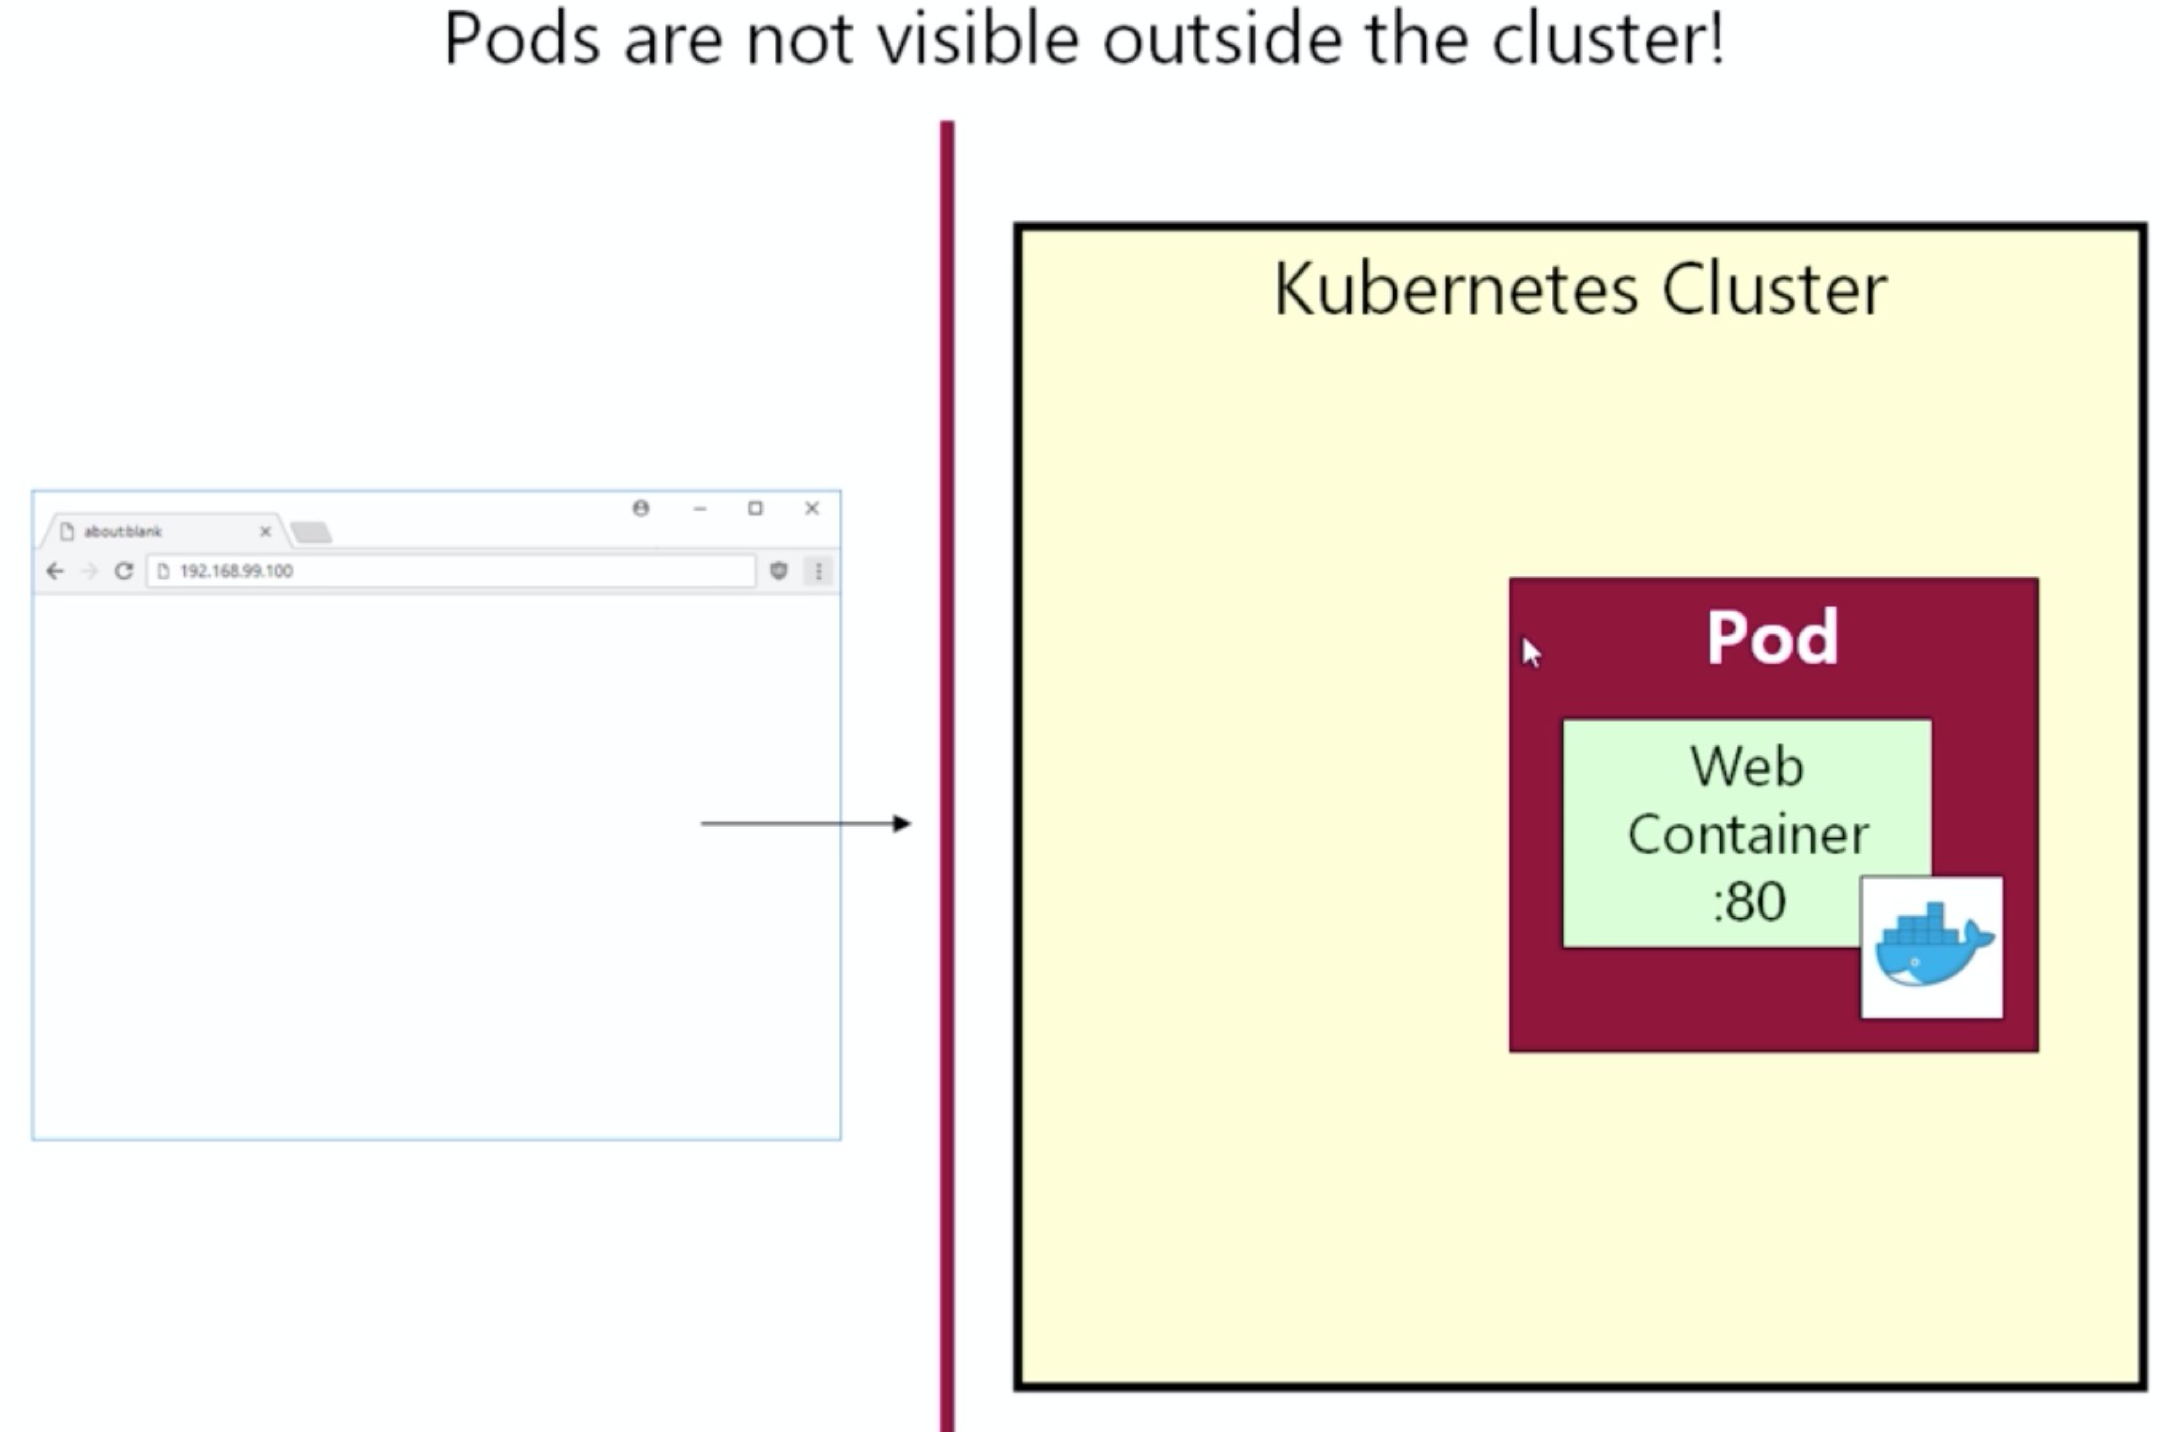 Pods are not visible outside the cluster!
Kubernetes Cluster
about:blank
192.168.99.100
Pod
Web
Container
:80